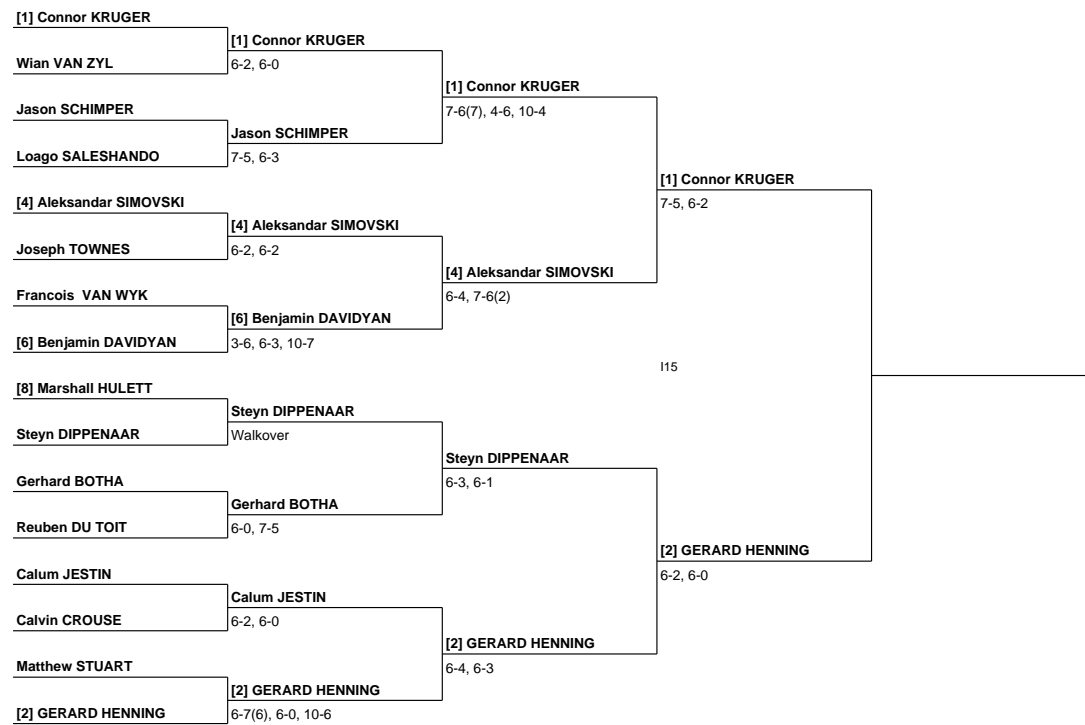 [1] Connor KRUGER
[1] Connor KRUGER
Wian VAN ZYL
6-2, 6-0
[1] Connor KRUGER
Jason SCHIMPER
7-6(7), 4-6, 10-4
Jason SCHIMPER
Loago SALESHANDO
7-5, 6-3
[1] Connor KRUGER
[4] Aleksandar SIMOVSKI
7-5, 6-2
[4] Aleksandar SIMOVSKI
Joseph TOWNES
6-2, 6-2
[4] Aleksandar SIMOVSKI
Francois  VAN WYK
6-4, 7-6(2)
[6] Benjamin DAVIDYAN
[6] Benjamin DAVIDYAN
3-6, 6-3, 10-7
I15
[8] Marshall HULETT
Steyn DIPPENAAR
Steyn DIPPENAAR
Walkover
Steyn DIPPENAAR
Gerhard BOTHA
6-3, 6-1
Gerhard BOTHA
Reuben DU TOIT
6-0, 7-5
[2] GERARD HENNING
Calum JESTIN
6-2, 6-0
Calum JESTIN
Calvin CROUSE
6-2, 6-0
[2] GERARD HENNING
Matthew STUART
6-4, 6-3
[2] GERARD HENNING
[2] GERARD HENNING
6-7(6), 6-0, 10-6